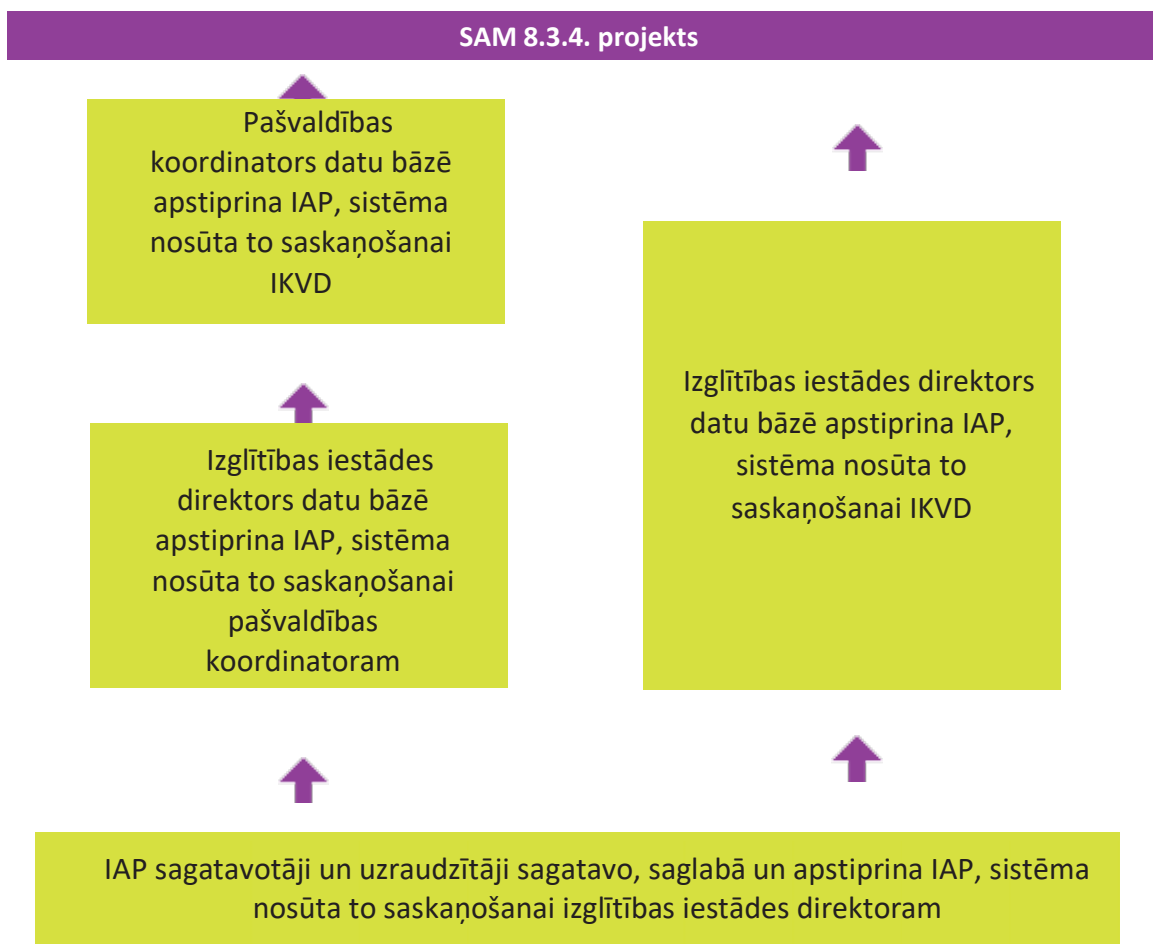 SAM 8.3.4. projekts
Pašvaldības
koordinators datu bāzē
apstiprina IAP, sistēma
nosūta to saskaņošanai
IKVD
Izglītības iestādes
direktors datu bāzē
apstiprina IAP, sistēma
nosūta to saskaņošanai
pašvaldības
koordinatoram
Izglītības iestādes direktors
datu bāzē apstiprina IAP,
sistēma nosūta to
saskaņošanai IKVD
IAP sagatavotāji un uzraudzītāji sagatavo, saglabā un apstiprina IAP, sistēma
nosūta to saskaņošanai izglītības iestādes direktoram